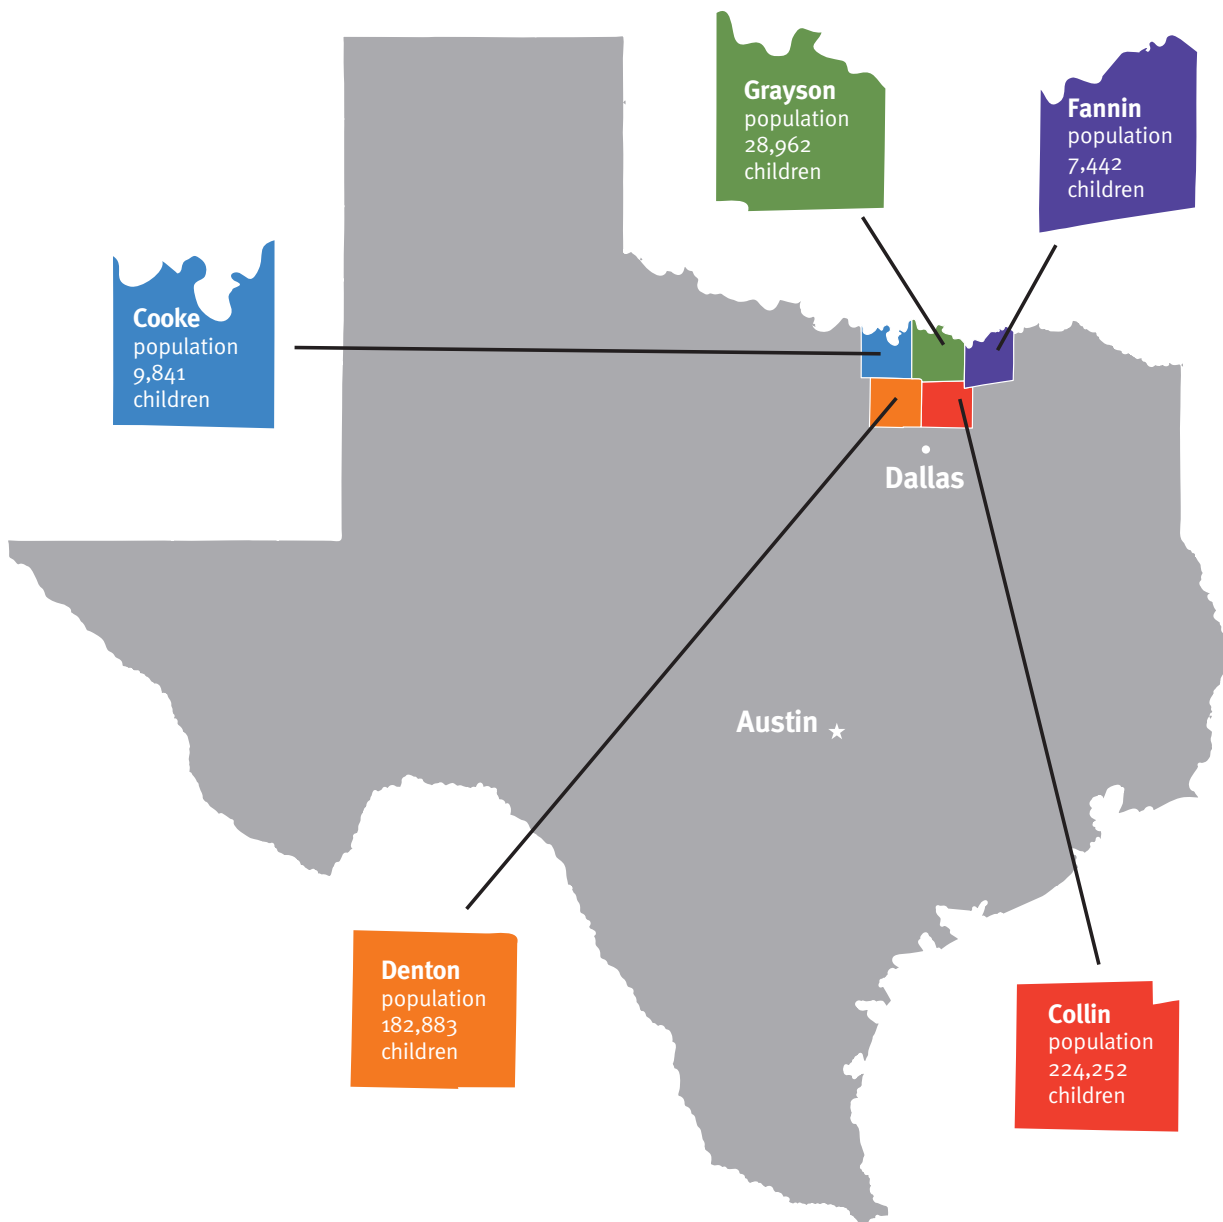 Grayson
population
28,962
children
Fannin
population
7,442
children
Cooke
population
9,841
children
Dallas
Austin
Denton
population
182,883
children
Collin
population
224,252
children